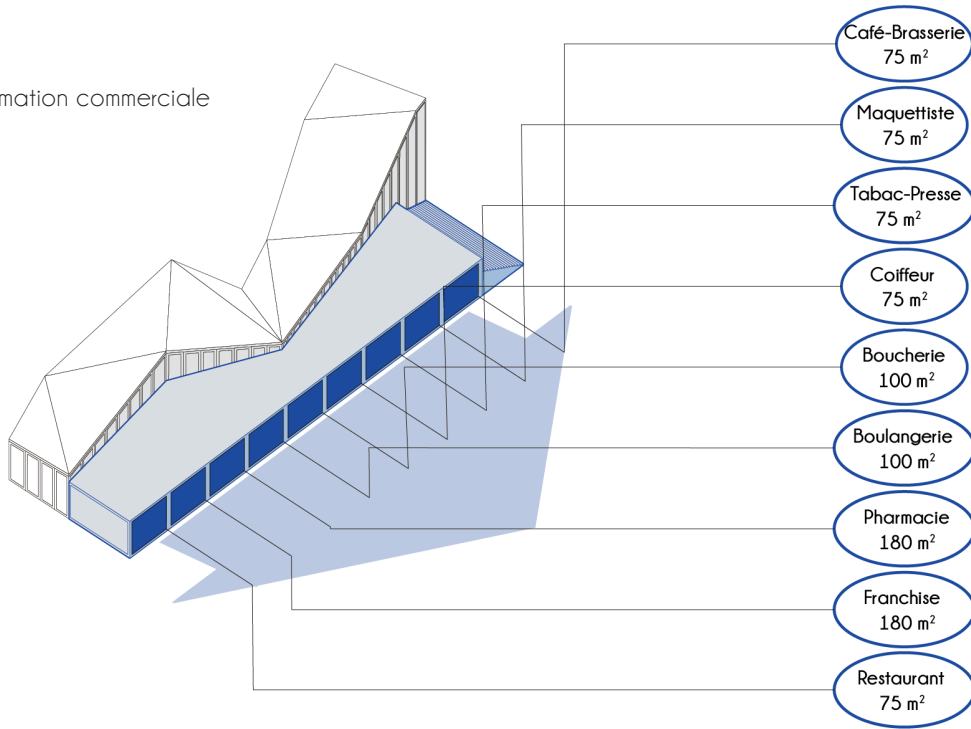 mation commerciale
Café-Brasserie
75 m²
Maquettiste
75 m²
Tabac-Presse
75 m²
Coiffeur
75 m²
Boucherie
100 m²
Boulangerie
100 m²
Pharmacie
180 m²
Franchise
180 m²
Restaurant
75 m²